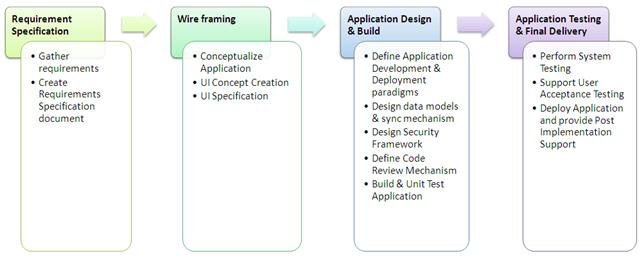 Requirement
Specification
• Gather
requirements
• Create
Requirements
Specification
document
Wire framing
• Conceptualize
Application
• UI Concept Creation
• UI Specification
Application Design
& Build
• Define Application
Development &
Deployment
paradigms
• Design data models
& sync mechanism
• Design Security
Framework
• Define Code
Review Mechanism
• Build & Unit Test
Application
Application Testing
& Final Delivery
• Perform System
Testing
• Support User
Acceptance Testing
• Deploy Application
and provide Post
Implementation
Support